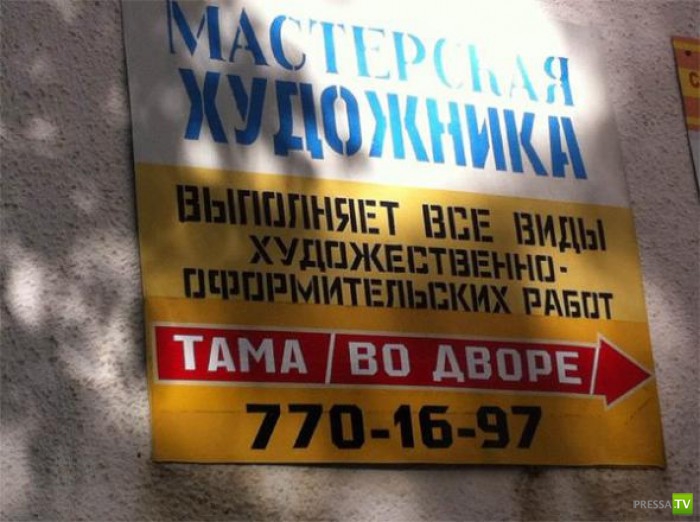 МАСТЕРСКАЯ
ХУДОЖНИКА
ВЫПОЛНЯЕТ ВСЕ ВИДЫ
ХУДОЖЕСТВЕННО-
ОФОРМИТЕЛЬСКИХ РАБОТ
ТАМА/ВО ДВОРЕ
770-16-97
PRESSA.TV